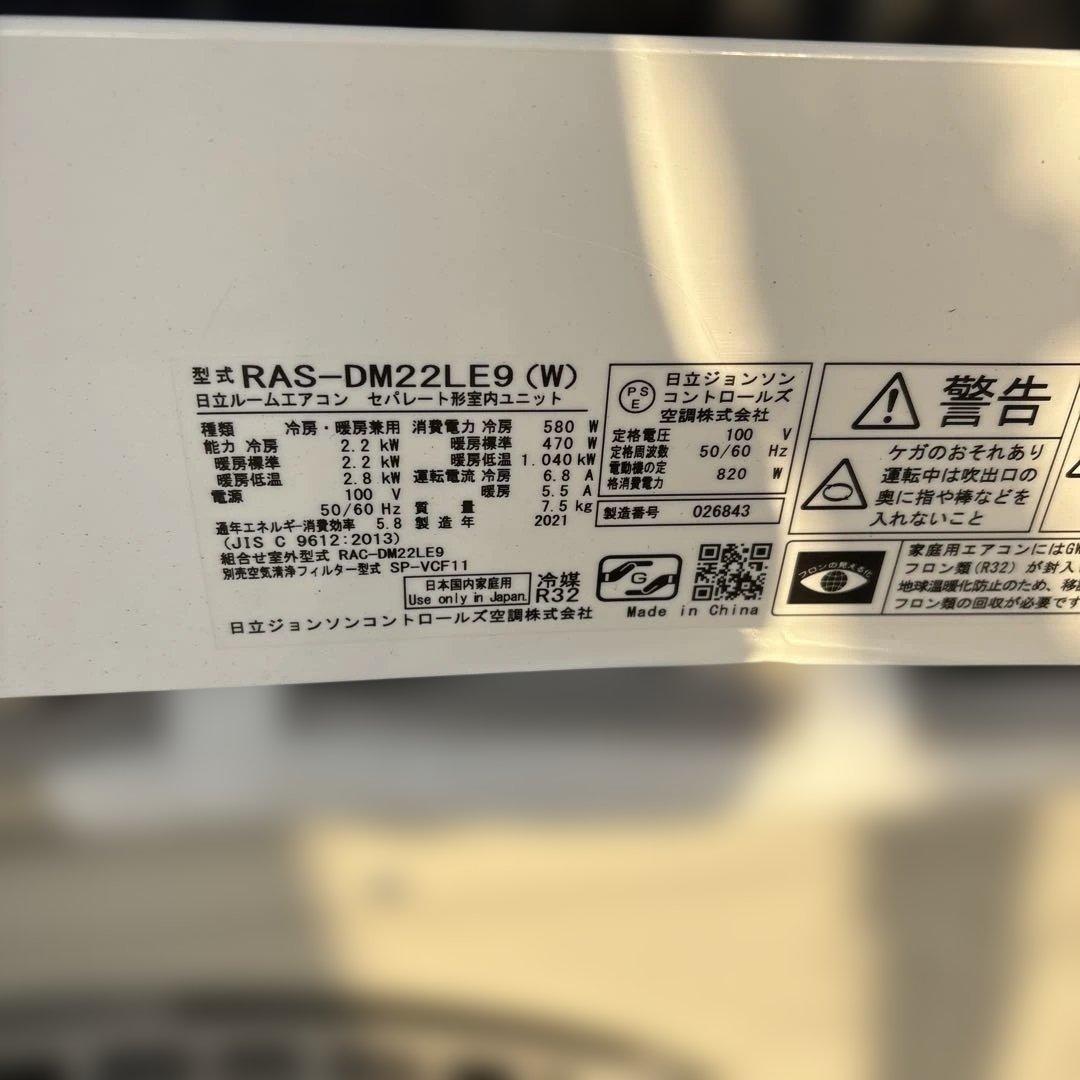 型式 RAS-DM22LE9 (W)
日立ルームエアコン セパレート形室内ユニット
種類 冷房・暖房兼用
能力 冷房 2.2 kW
暖房標準 2.2 kW
暖房低温 2.8 kW
電源 100 V
50/60 Hz
消費電力 冷房 580 W
暖房標準 470 W
暖房低温 1.040 kW
運転電流 冷房 6.8 A
暖房 5.5 A
質量 7.5 kg
通年エネルギー消費効率 5.8
製造年 2021
(JIS C 9612:2013)
組合せ室外型式 RAC-DM22LE9
別売空気清浄フィルター型式 SP-VCF11
日本国内家庭用
Use only in Japan.
冷媒
R32
日立ジョンソンコントロールズ空調株式会社
PSE
日立ジョンソン
コントロールズ
空調株式会社
定格電圧 100 V
定格周波数 50/60 Hz
電動機の定
格消費電力 820 W
製造番号 026843
G
Made in China
警告
ケガのおそれあり
運転中は吹出口の
奥に指や棒などを
入れないこと
フロンの見える化
家庭用エアコンにはGW
フロン類(R32)が封入
地球温暖化防止のため、移
フロン類の回収が必要です